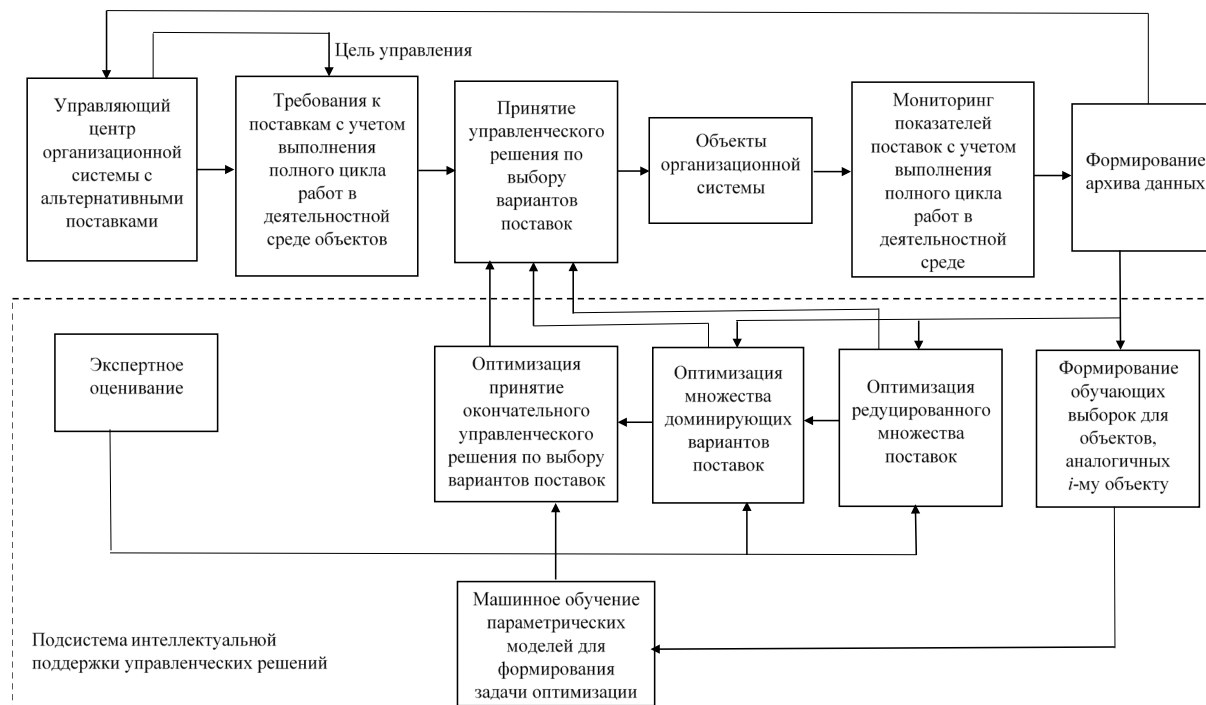 Цель управления
Управляющий
центр
организационной
системы с
альтернативными
поставками
Требования к
поставкам с учетом
выполнения
полного цикла
работ в
деятельностной
среде объектов
Принятие
управленческого
решения по
выбору
вариантов
поставок
Объекты
организационной
системы
Мониторинг
показателей
поставок с учетом
выполнения
полного цикла
работ в
деятельностной
среде
Формирование
архива данных
Экспертное
оценивание
Оптимизация
принятие
окончательного
управленческого
решения по выбору
вариантов поставок
Оптимизация
множества
доминирующих
вариантов
поставок
Оптимизация
редуцированного
множества
поставок
Формирование
обучающих
выборок для
объектов,
аналогичных
i-му объекту
Машинное обучение
параметрических
моделей для
формирования
задачи оптимизации
Подсистема интеллектуальной
поддержки управленческих решений